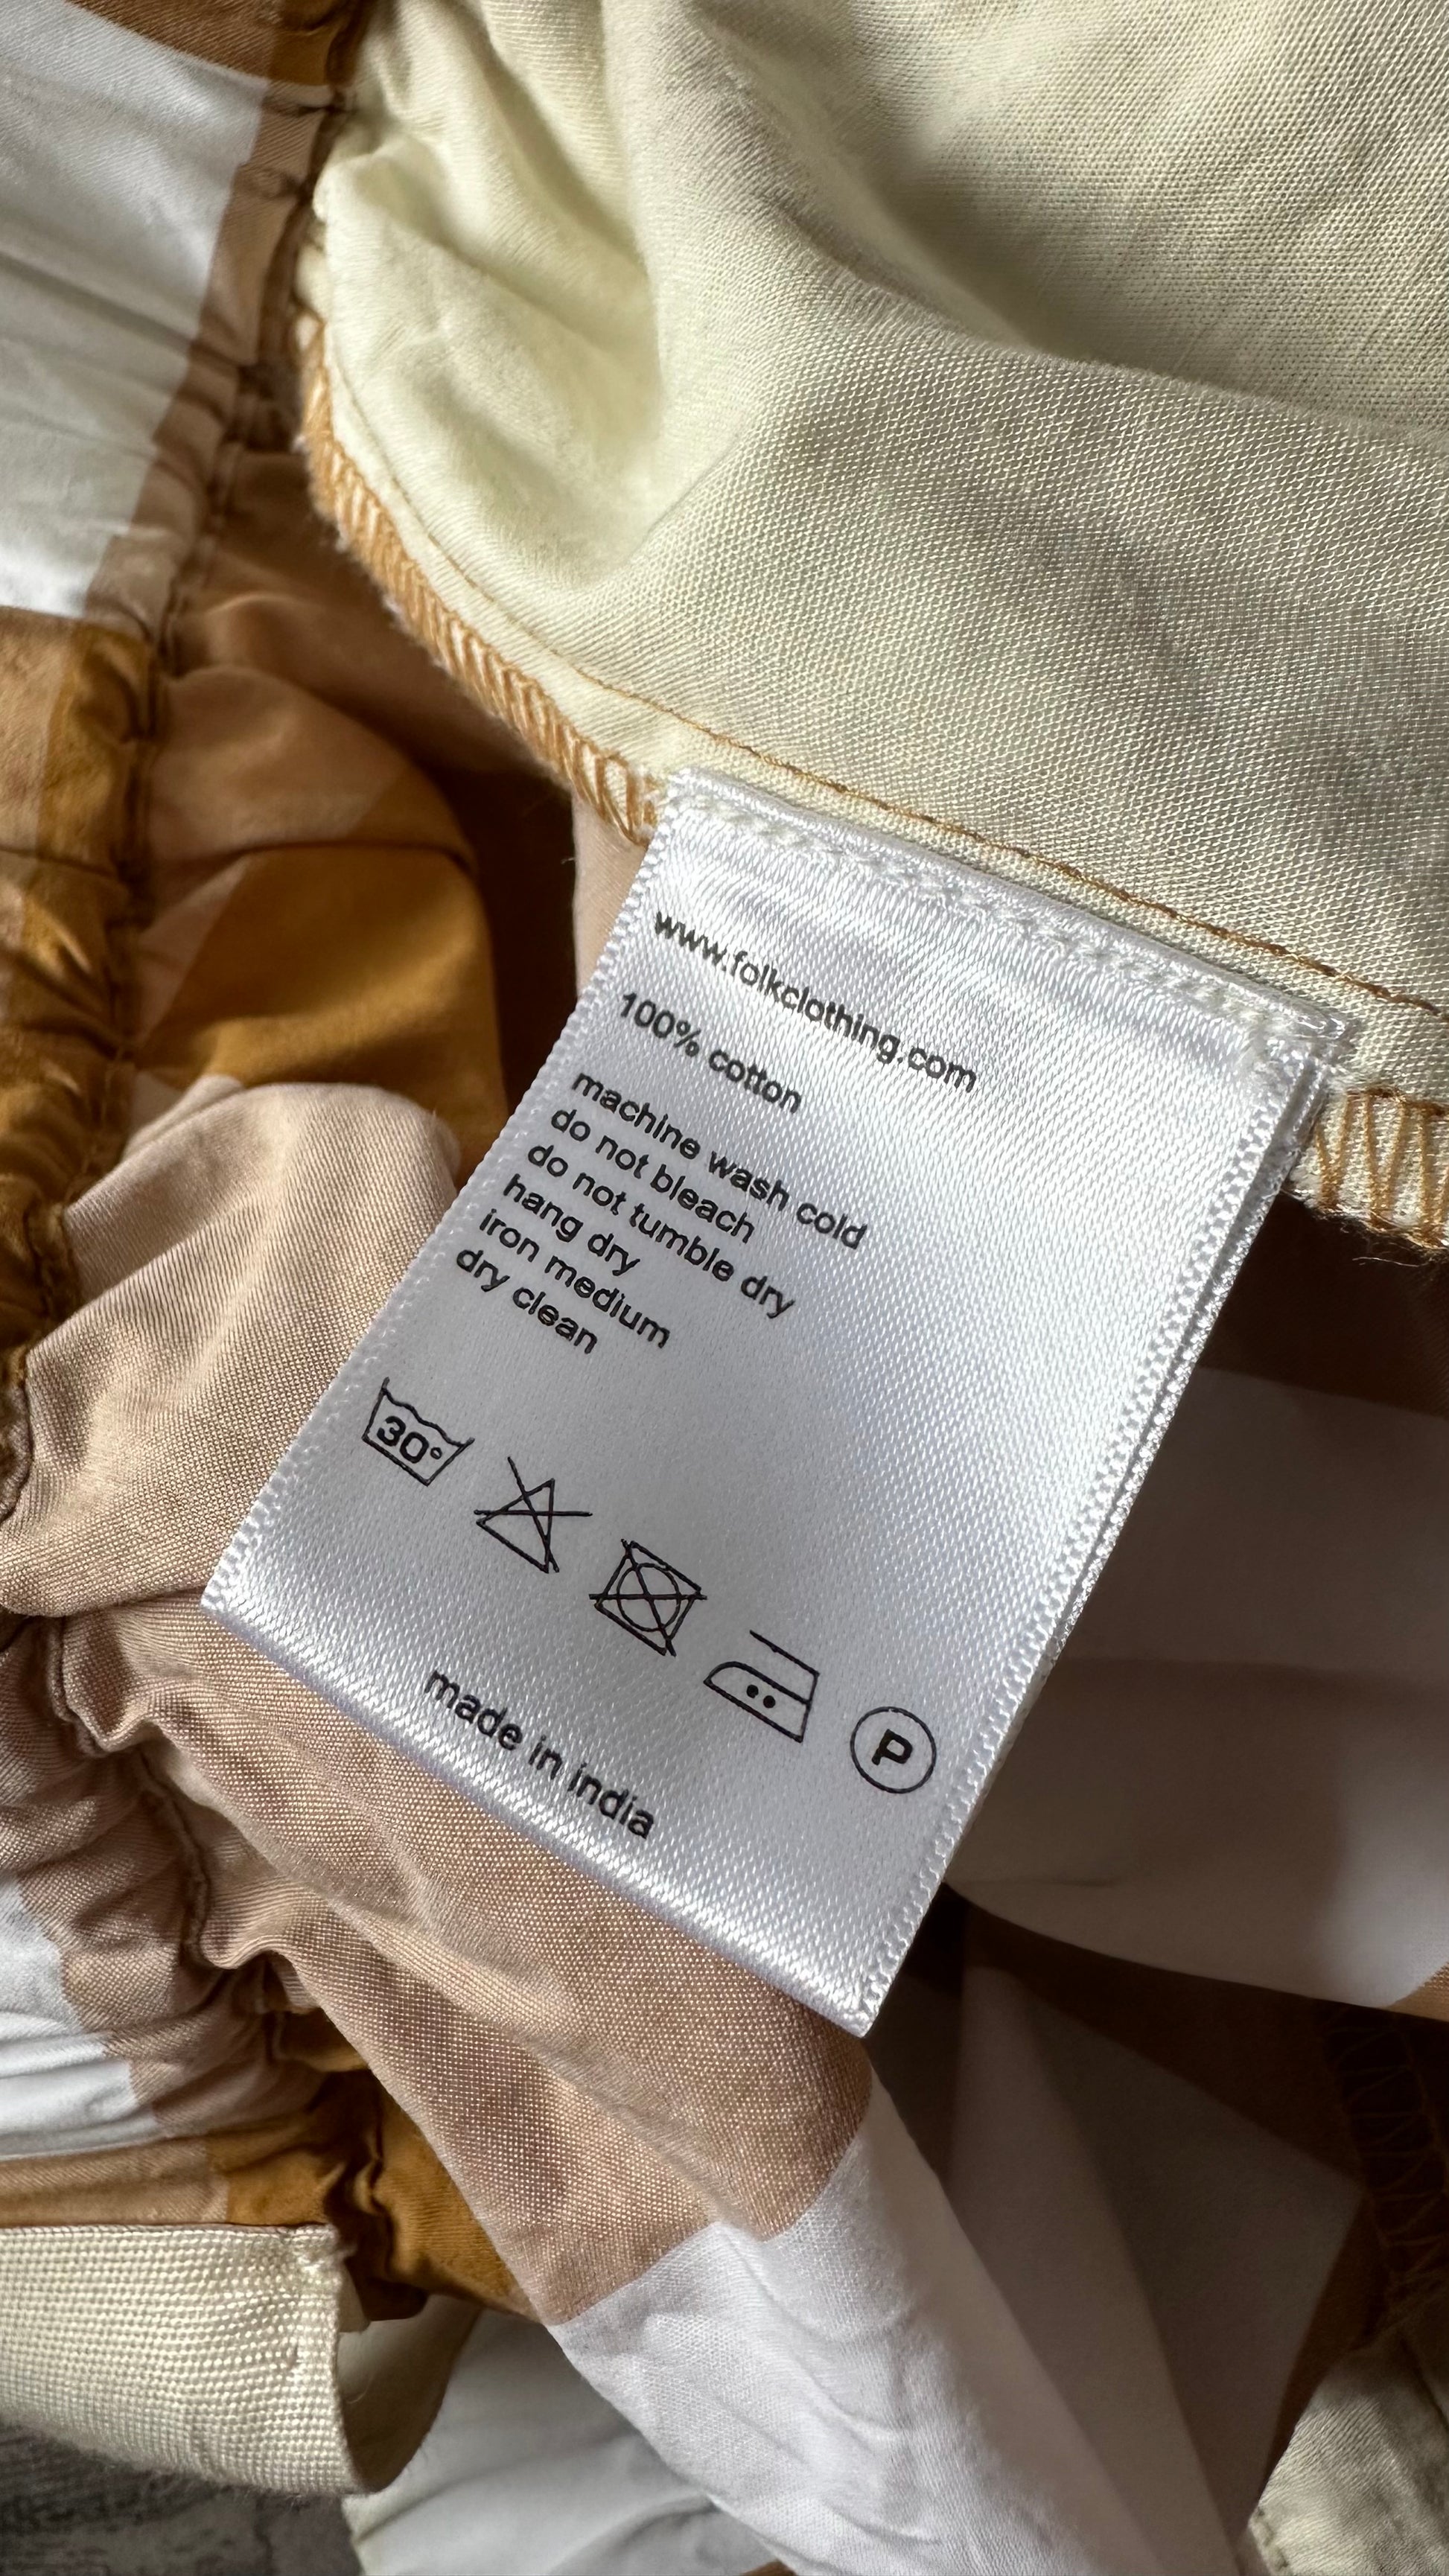 www.folkclothing.com
100% cotton
machine wash cold
do not bleach
do not tumble dry
hang dry
iron medium
dry clean
30°
P
made in india